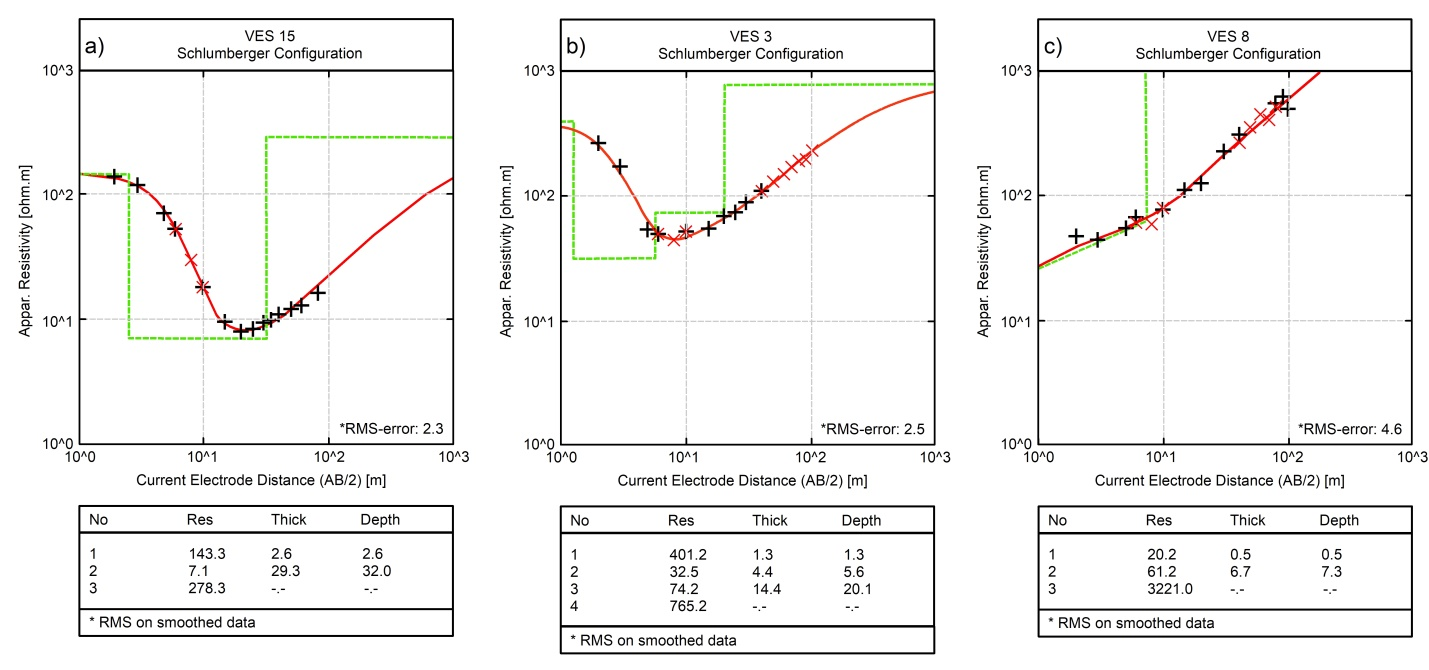 a)
VES 15
Schlumberger Configuration
Appar. Resistivity [ohm.m]
10^3
10^2
10^1
10^0
*RMS-error: 2.3
10^0 10^1 10^2 10^3
Current Electrode Distance (AB/2) [m]
No Res Thick Depth
1 143.3 2.6 2.6
2 7.1 29.3 32.0
3 278.3 -.- -.-
* RMS on smoothed data
b)
VES 3
Schlumberger Configuration
Appar. Resistivity [ohm.m]
10^3
10^2
10^1
10^0
*RMS-error: 2.5
10^0 10^1 10^2 10^3
Current Electrode Distance (AB/2) [m]
No Res Thick Depth
1 401.2 1.3 1.3
2 32.5 4.4 5.6
3 74.2 14.4 20.1
4 765.2 -.- -.-
* RMS on smoothed data
c)
VES 8
Schlumberger Configuration
Appar. Resistivity [ohm.m]
10^3
10^2
10^1
10^0
*RMS-error: 4.6
10^0 10^1 10^2 10^3
Current Electrode Distance (AB/2) [m]
No Res Thick Depth
1 20.2 0.5 0.5
2 61.2 6.7 7.3
3 3221.0 -.- -.-
* RMS on smoothed data